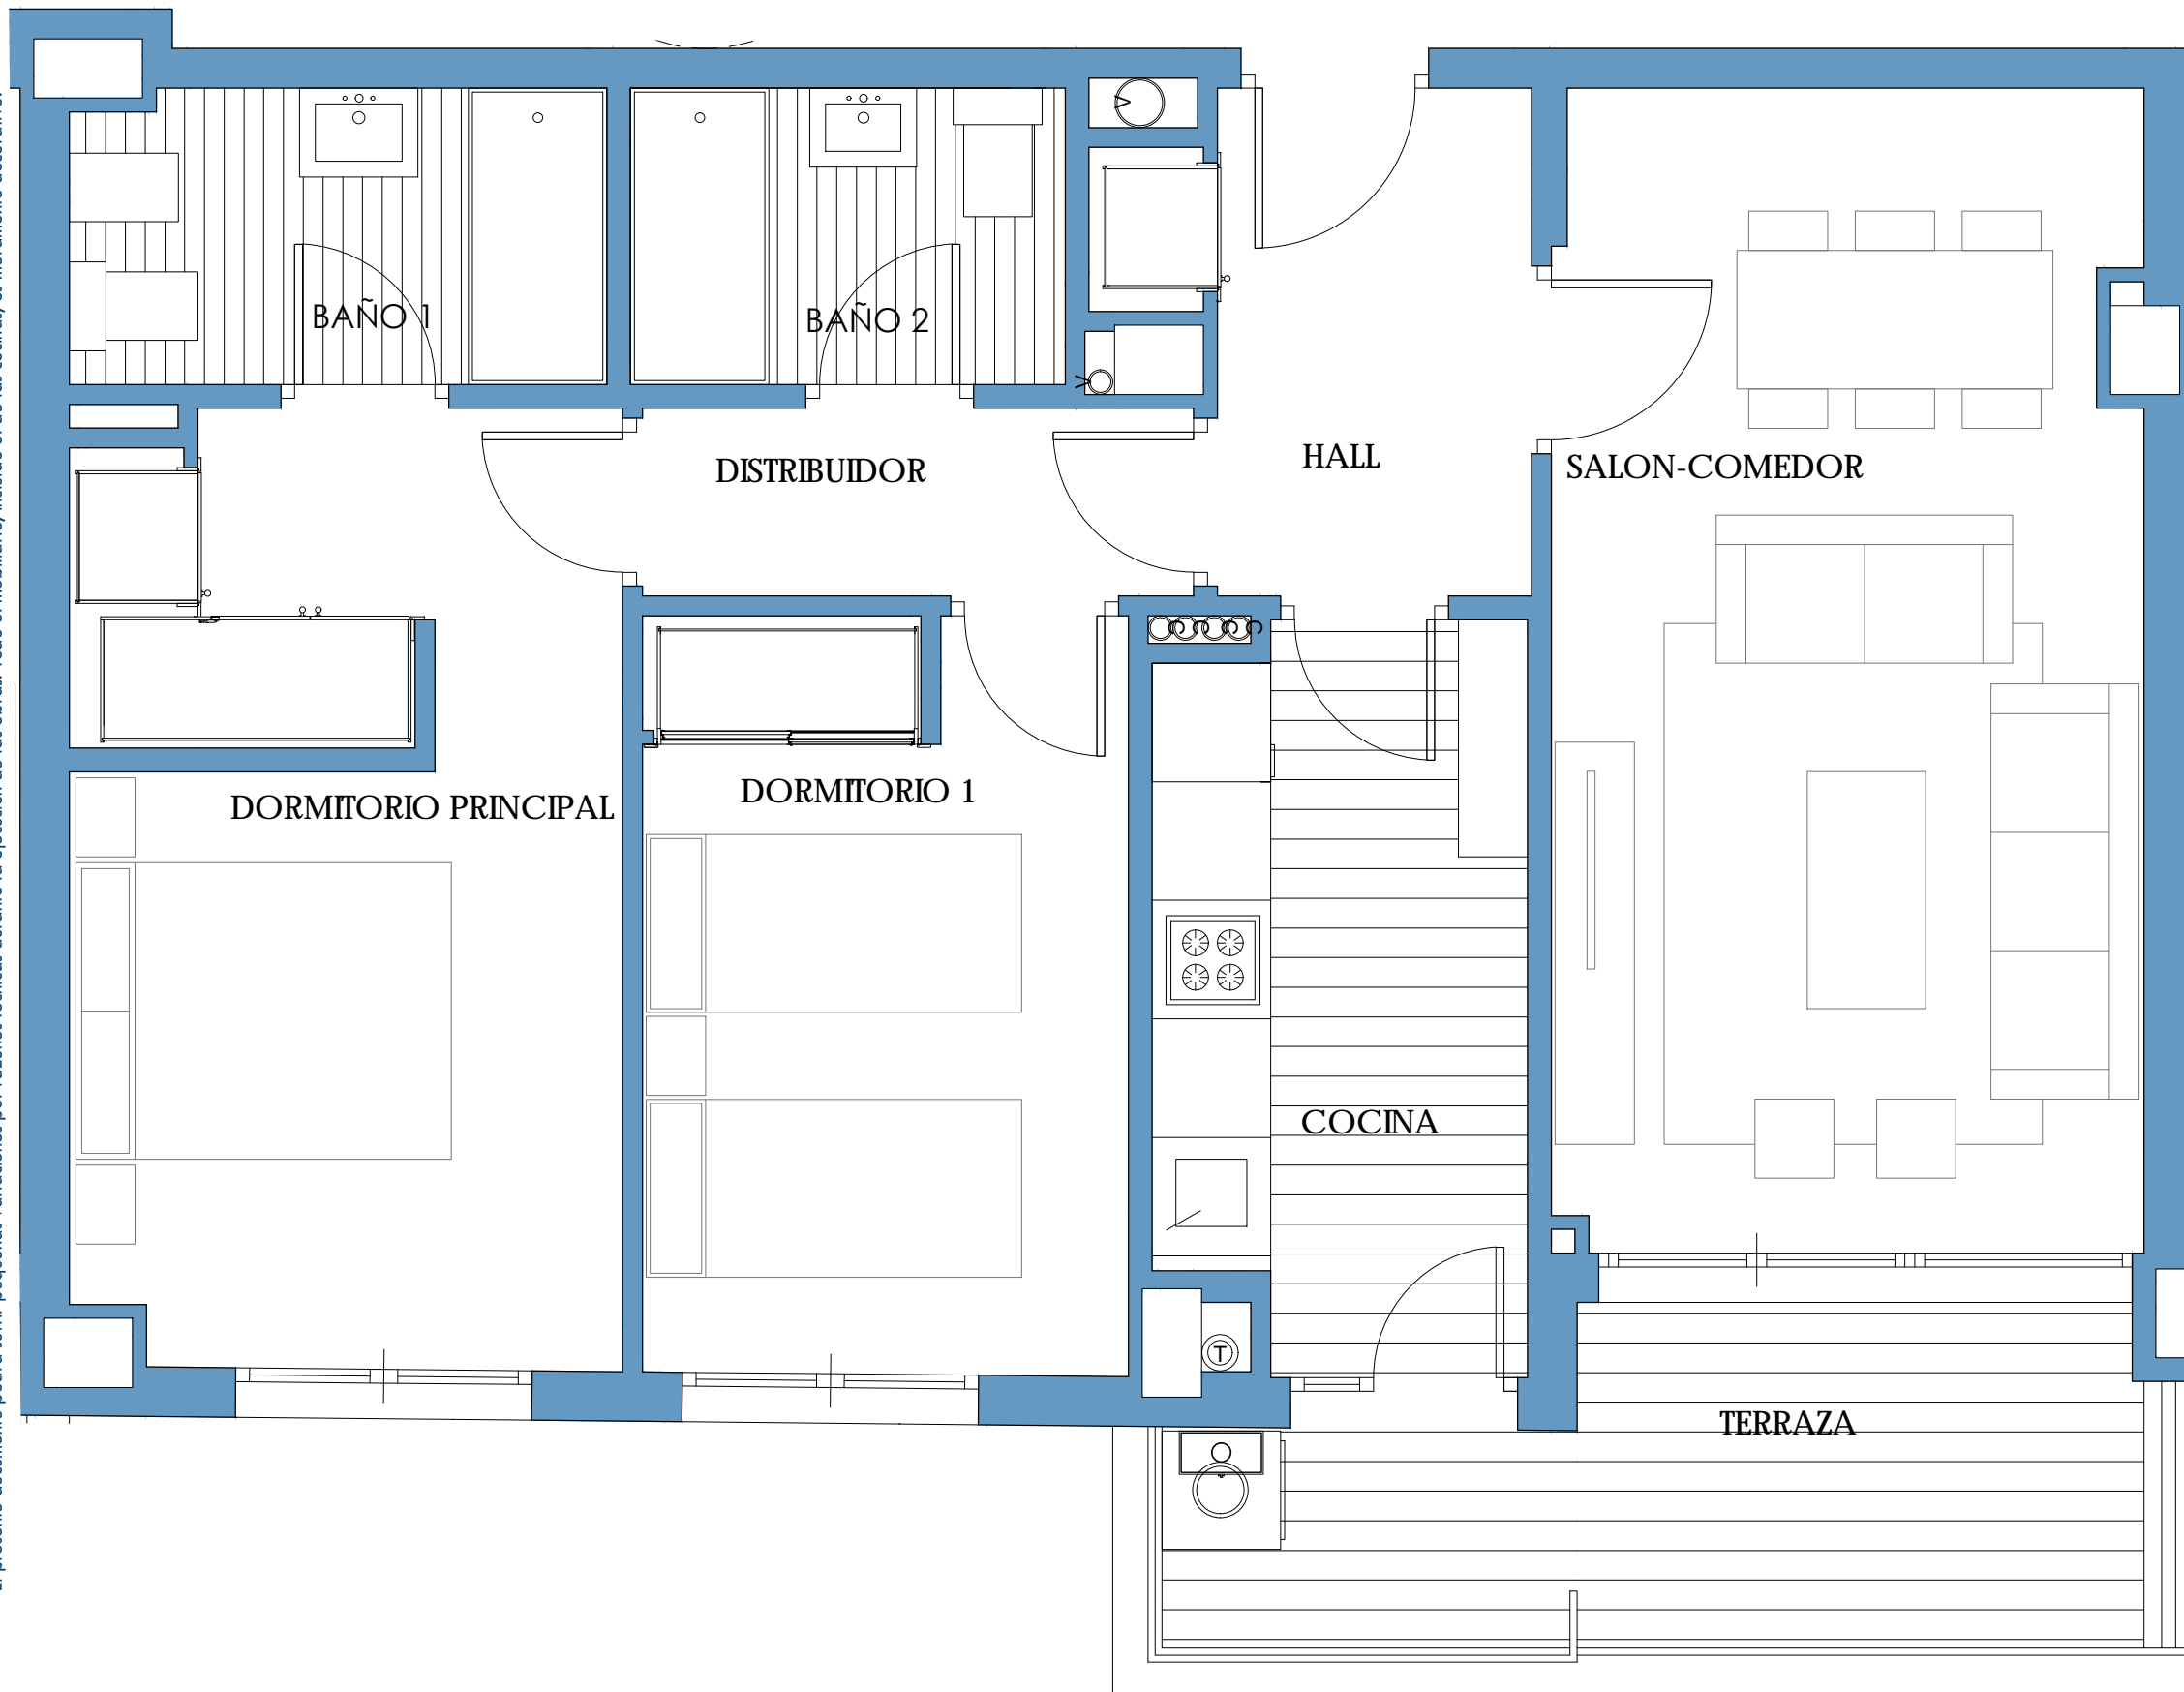 BAÑO 1
BAÑO 2
DISTRIBUIDOR
HALL
SALON-COMEDOR
DORMITORIO PRINCIPAL
DORMITORIO 1
COCINA
T
TERRAZA